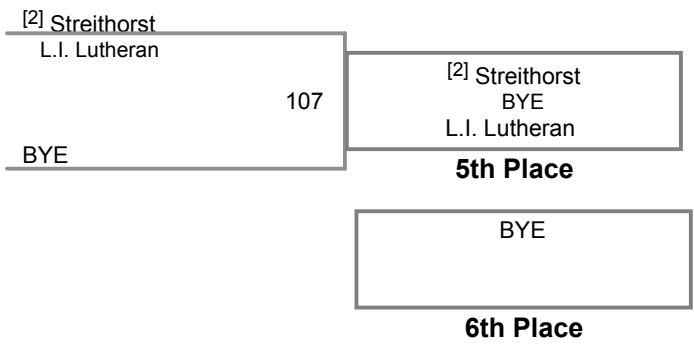 [2] Streithorst
L.I. Lutheran
107
BYE
[2] Streithorst
BYE
L.I. Lutheran
5th Place
BYE
6th Place